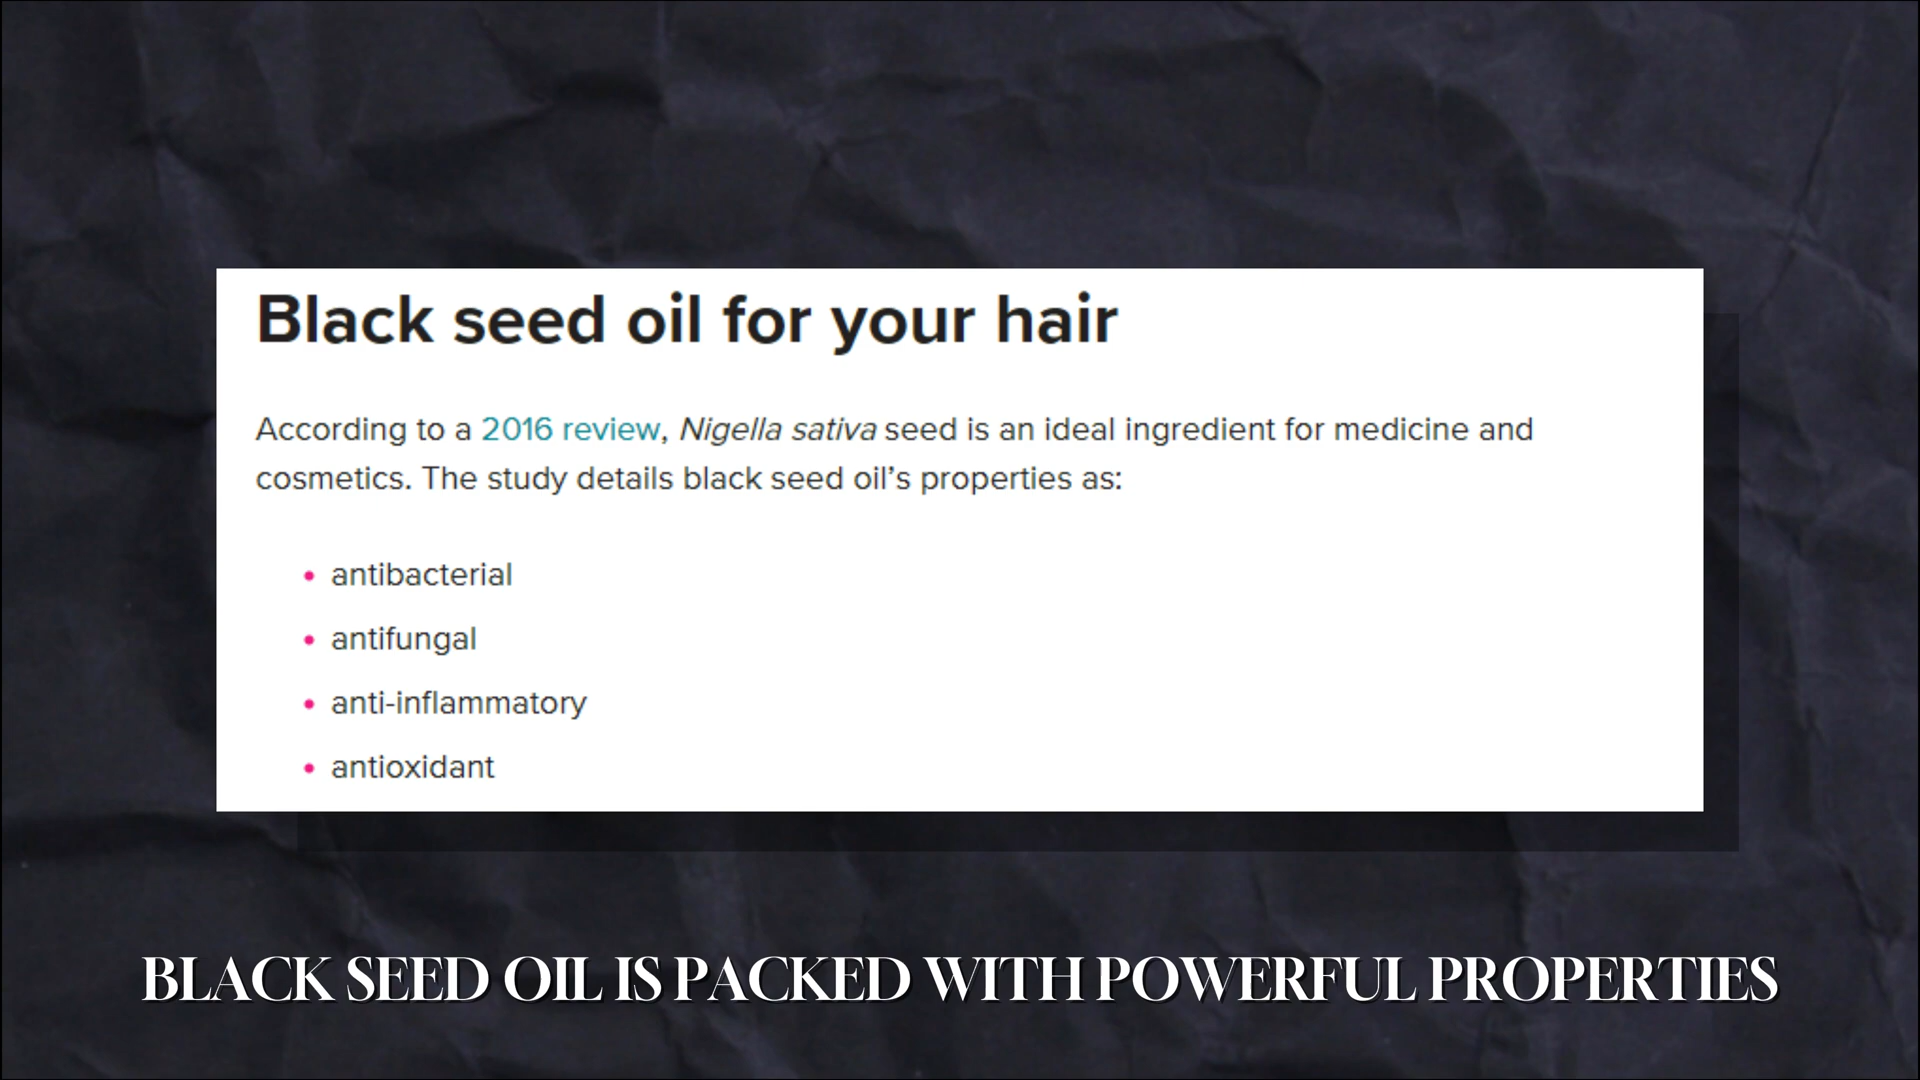 Black seed oil for your hair
According to a 2016 review, Nigella sativa seed is an ideal ingredient for medicine and
cosmetics. The study details black seed oil’s properties as:
• antibacterial
• antifungal
• anti-inflammatory
• antioxidant
BLACK SEED OIL IS PACKED WITH POWERFUL PROPERTIES